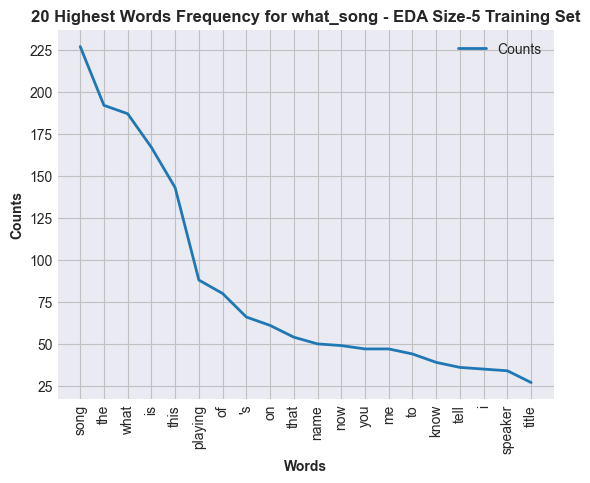 20 Highest Words Frequency for what_song - EDA Size-5 Training Set
Counts
225
200
175
150
125
100
75
50
25
Counts
song
the
what
is
this
playing
of
's
on
that
name
now
you
me
to
know
tell
i
speaker
title
Words